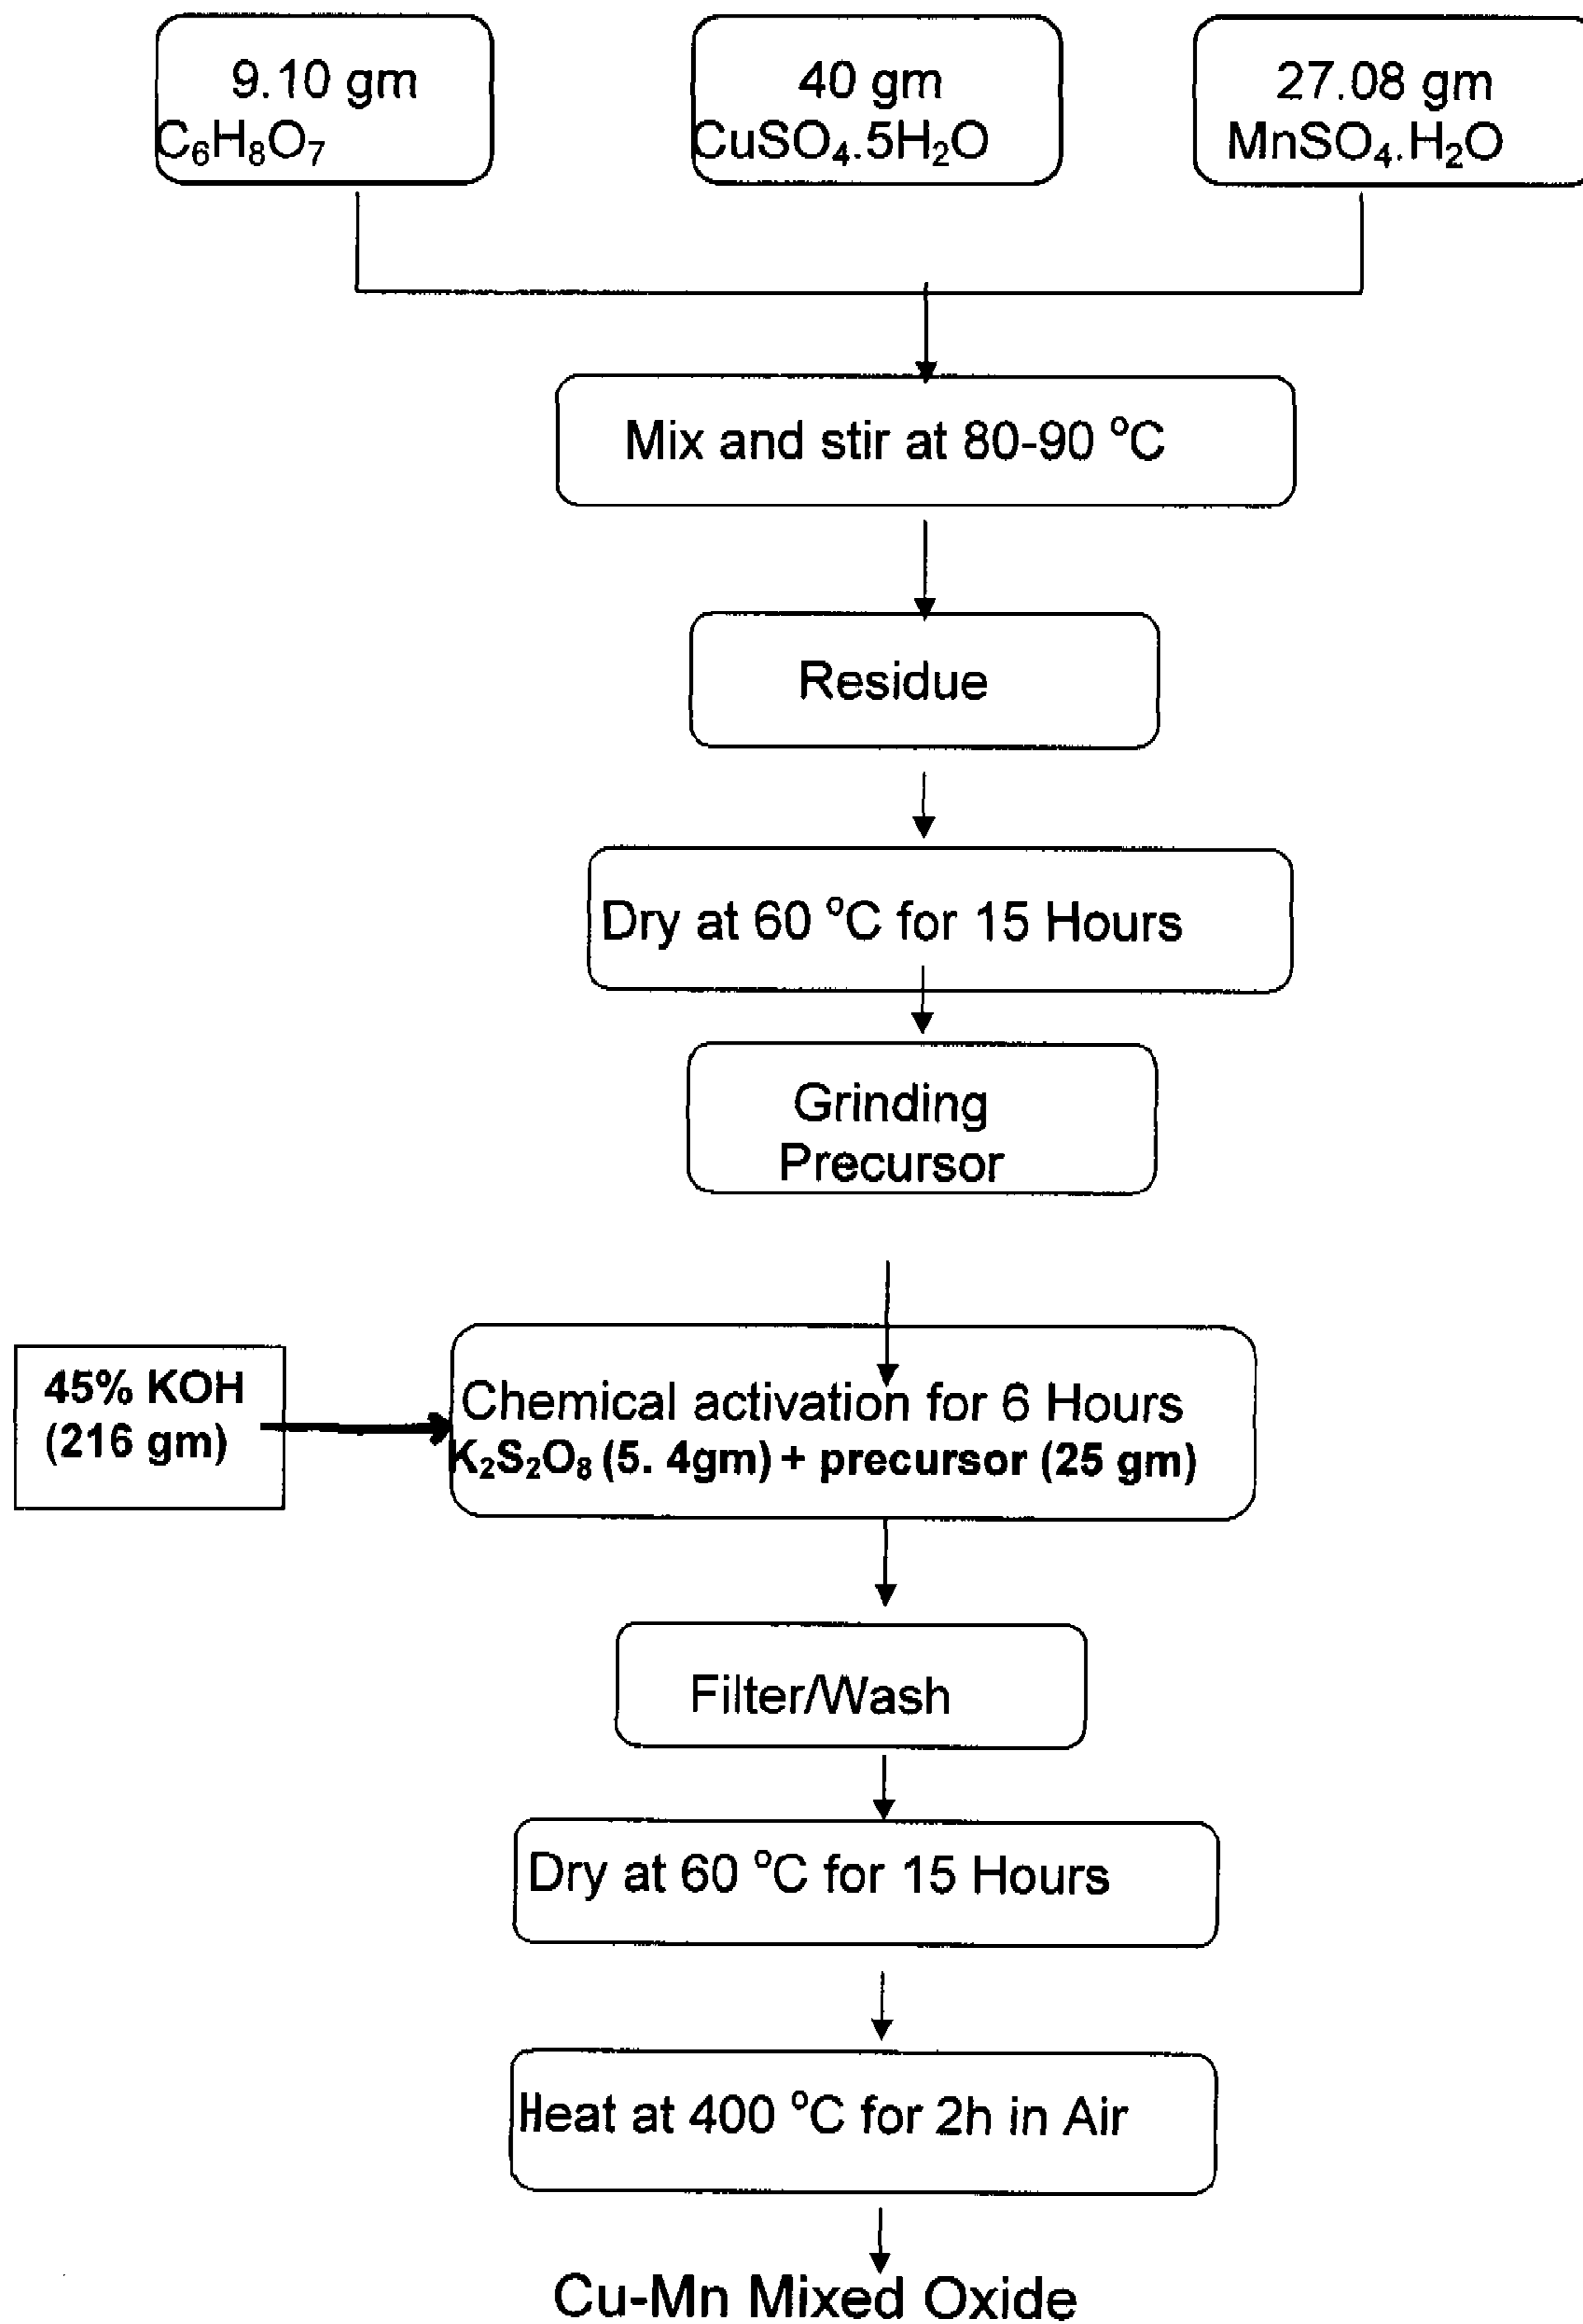 9.10 gm
C₆H₈O₇
40 gm
CuSO₄.5H₂O
27.08 gm
MnSO₄.H₂O
Mix and stir at 80-90 °C
Residue
Dry at 60 °C for 15 Hours
Grinding
Precursor
45% KOH
(216 gm)
Chemical activation for 6 Hours
K₂S₂O₈ (5. 4gm) + precursor (25 gm)
Filter/Wash
Dry at 60 °C for 15 Hours
Heat at 400 °C for 2h in Air
Cu-Mn Mixed Oxide